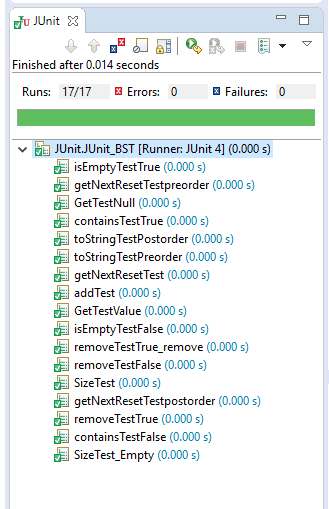 JUnit
Finished after 0.014 seconds
Runs: 17/17 Errors: 0 Failures: 0
JUnit.JUnit_BST [Runner: JUnit 4] (0.000 s)
isEmptyTestTrue (0.000 s)
getNextResetTestpreorder (0.000 s)
GetTestNull (0.000 s)
containsTestTrue (0.000 s)
toStringTestPostorder (0.000 s)
toStringTestPreorder (0.000 s)
getNextResetTest (0.000 s)
addTest (0.000 s)
GetTestValue (0.000 s)
isEmptyTestFalse (0.000 s)
removeTestTrue_remove (0.000 s)
removeTestFalse (0.000 s)
SizeTest (0.000 s)
getNextResetTestpostorder (0.000 s)
removeTestTrue (0.000 s)
containsTestFalse (0.000 s)
SizeTest_Empty (0.000 s)